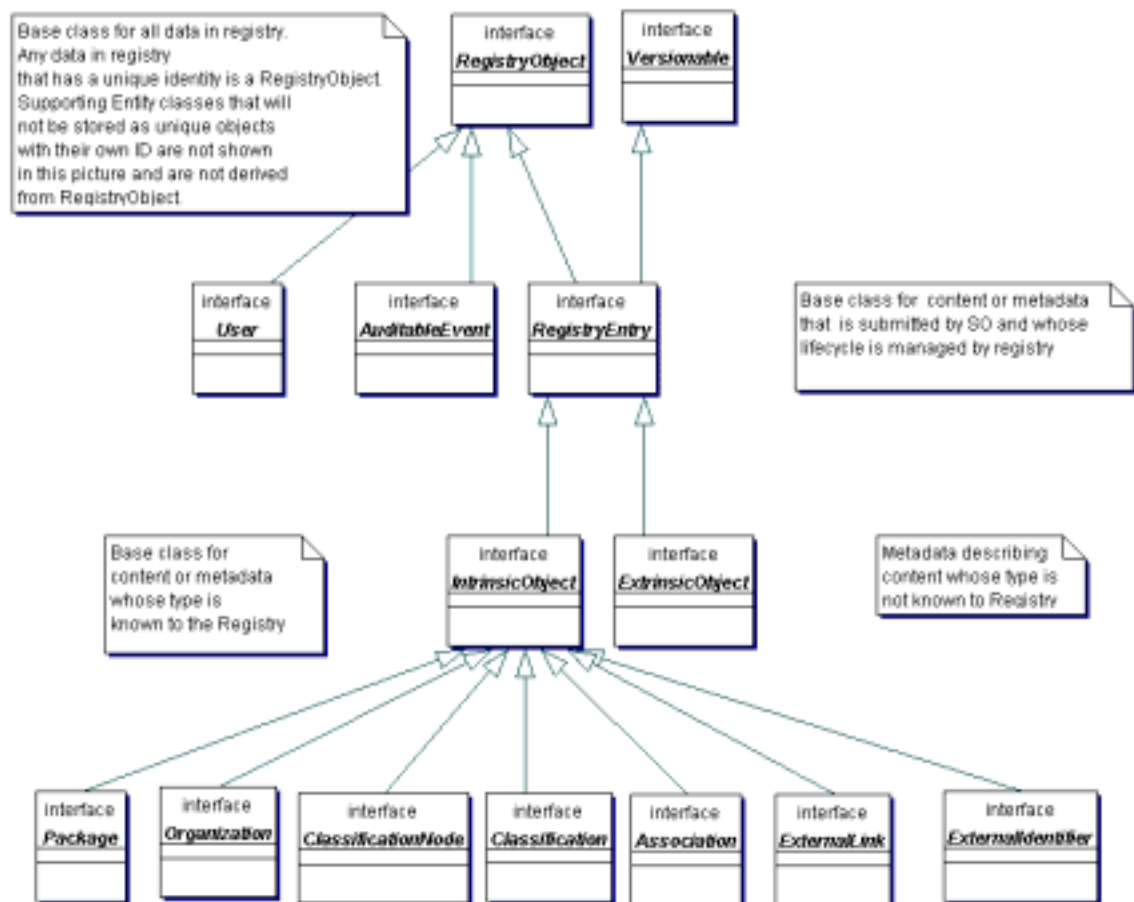 Base class for all data in registry.
Any data in registry
that has a unique identity is a RegistryObject.
Supporting Entity classes that will
not be stored as unique objects
with their own ID are not shown
in this picture and are not derived
from RegistryObject.
interface
RegistryObject
interface
Versionable
interface
User
interface
AuditableEvent
interface
RegistryEntry
Base class for content or metadata
that is submitted by SO and whose
lifecycle is managed by registry
Base class for
content or metadata
whose type is
known to the Registry
interface
IntrinsicObject
interface
ExtrinsicObject
Metadata describing
content whose type is
not known to Registry
interface
Package
interface
Organization
interface
ClassificationNode
interface
Classification
interface
Association
interface
ExternalLink
interface
ExternalIdentifier